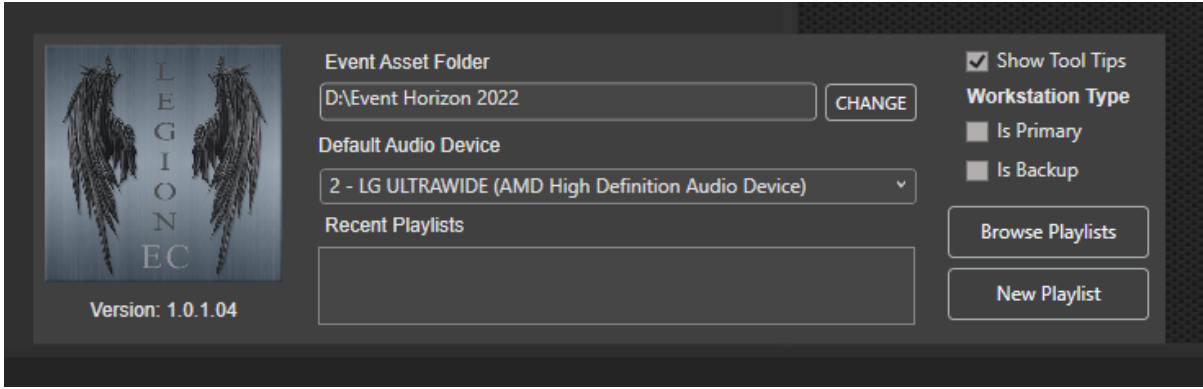 LEGION
EC
Version: 1.0.1.04
Event Asset Folder
D:\Event Horizon 2022
CHANGE
Default Audio Device
2 - LG ULTRAWIDE (AMD High Definition Audio Device)
Recent Playlists
Show Tool Tips
Workstation Type
Is Primary
Is Backup
Browse Playlists
New Playlist